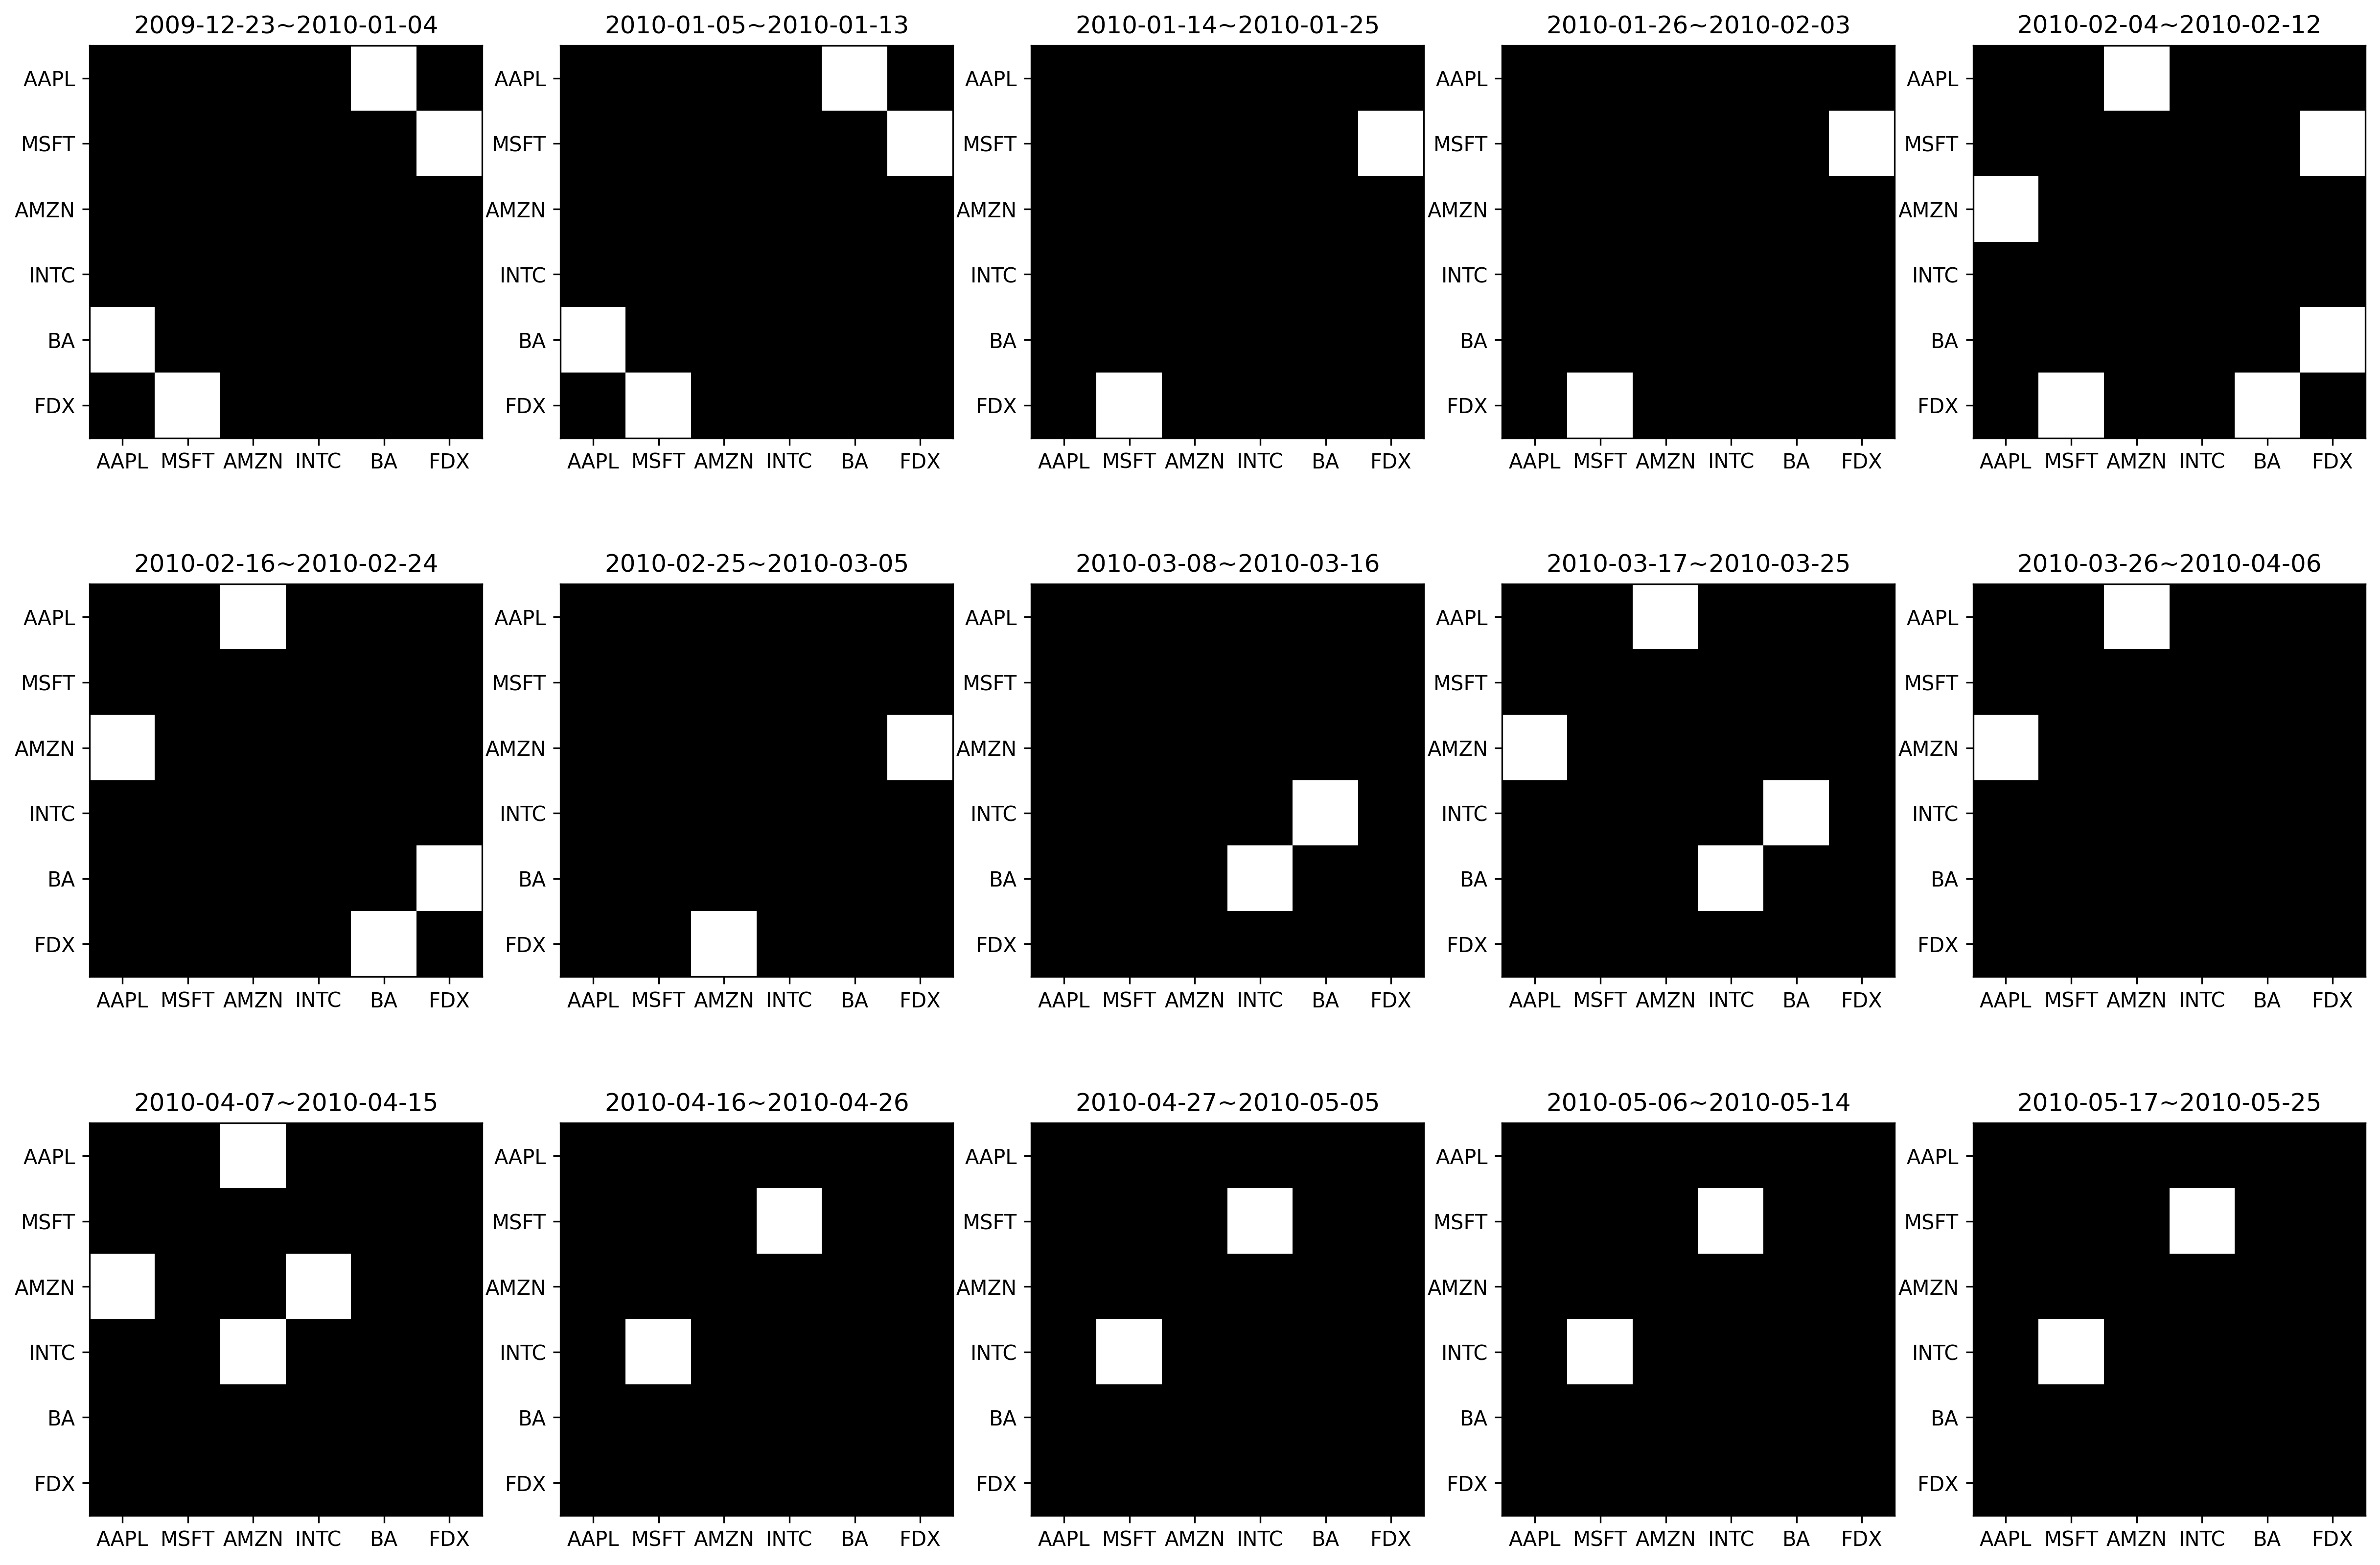 2009-12-23~2010-01-04 2010-01-05~2010-01-13 2010-01-14~2010-01-25 2010-01-26~2010-02-03 2010-02-04~2010-02-12
AAPL AAPL AAPL AAPL AAPL
MSFT MSFT MSFT MSFT MSFT
AMZN AMZN AMZN AMZN AMZN
INTC INTC INTC INTC INTC
BA BA BA BA BA
FDX FDX FDX FDX FDX
AAPL MSFT AMZN INTC BA FDX AAPL MSFT AMZN INTC BA FDX AAPL MSFT AMZN INTC BA FDX AAPL MSFT AMZN INTC BA FDX AAPL MSFT AMZN INTC BA FDX
2010-02-16~2010-02-24 2010-02-25~2010-03-05 2010-03-08~2010-03-16 2010-03-17~2010-03-25 2010-03-26~2010-04-06
AAPL AAPL AAPL AAPL AAPL
MSFT MSFT MSFT MSFT MSFT
AMZN AMZN AMZN AMZN AMZN
INTC INTC INTC INTC INTC
BA BA BA BA BA
FDX FDX FDX FDX FDX
AAPL MSFT AMZN INTC BA FDX AAPL MSFT AMZN INTC BA FDX AAPL MSFT AMZN INTC BA FDX AAPL MSFT AMZN INTC BA FDX AAPL MSFT AMZN INTC BA FDX
2010-04-07~2010-04-15 2010-04-16~2010-04-26 2010-04-27~2010-05-05 2010-05-06~2010-05-14 2010-05-17~2010-05-25
AAPL AAPL AAPL AAPL AAPL
MSFT MSFT MSFT MSFT MSFT
AMZN AMZN AMZN AMZN AMZN
INTC INTC INTC INTC INTC
BA BA BA BA BA
FDX FDX FDX FDX FDX
AAPL MSFT AMZN INTC BA FDX AAPL MSFT AMZN INTC BA FDX AAPL MSFT AMZN INTC BA FDX AAPL MSFT AMZN INTC BA FDX AAPL MSFT AMZN INTC BA FDX